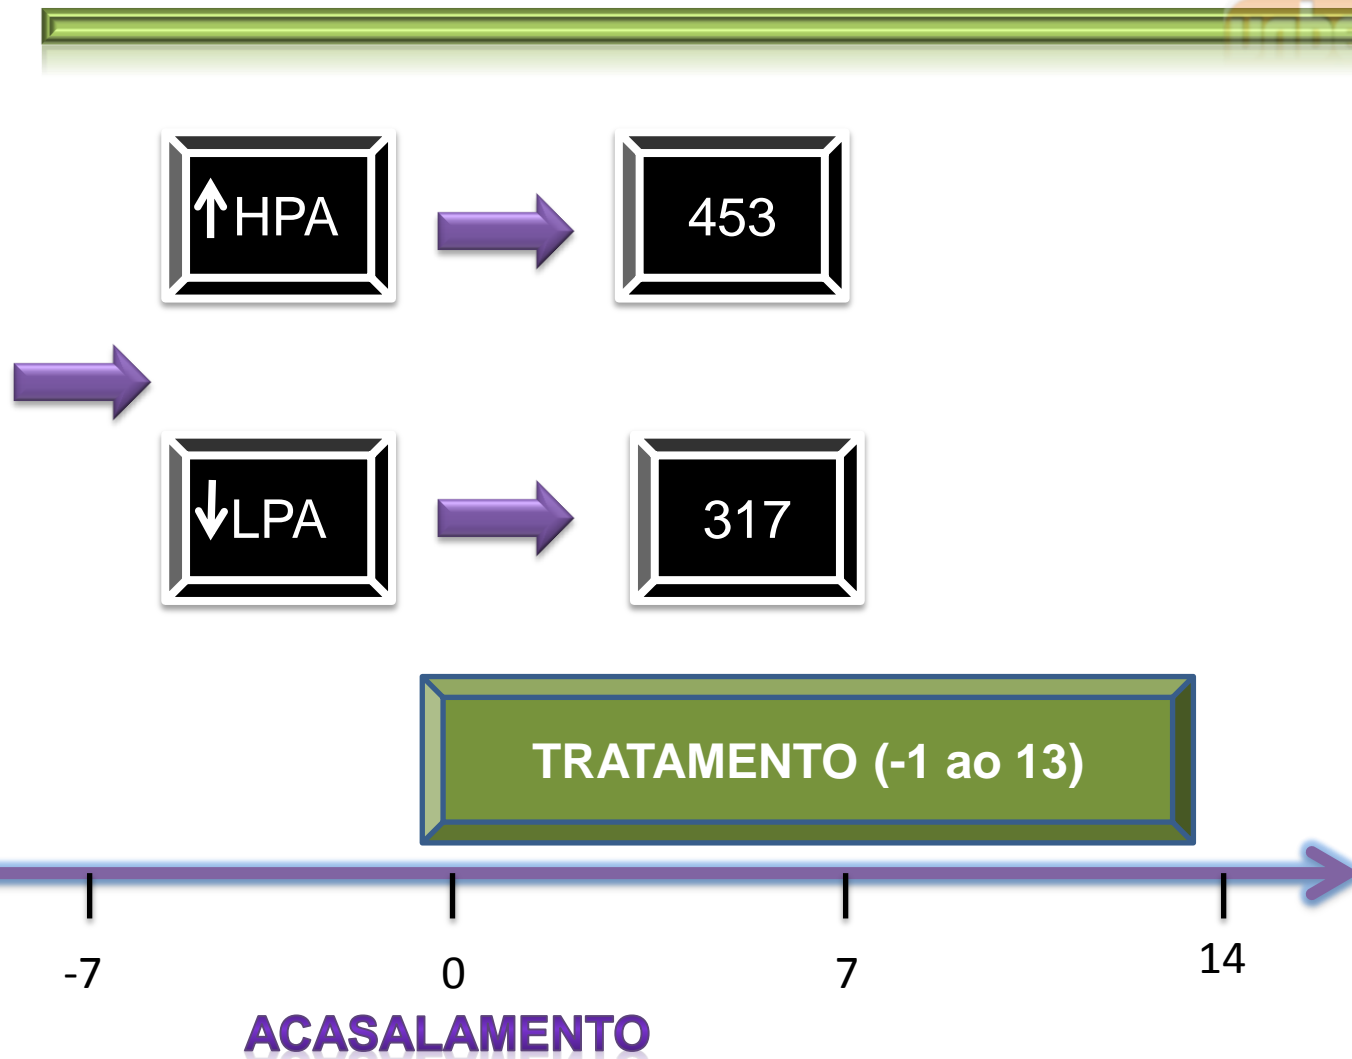 ↑HPA
453
↓LPA
317
TRATAMENTO (-1 ao 13)
-7
0
7
14
ACASALAMENTO